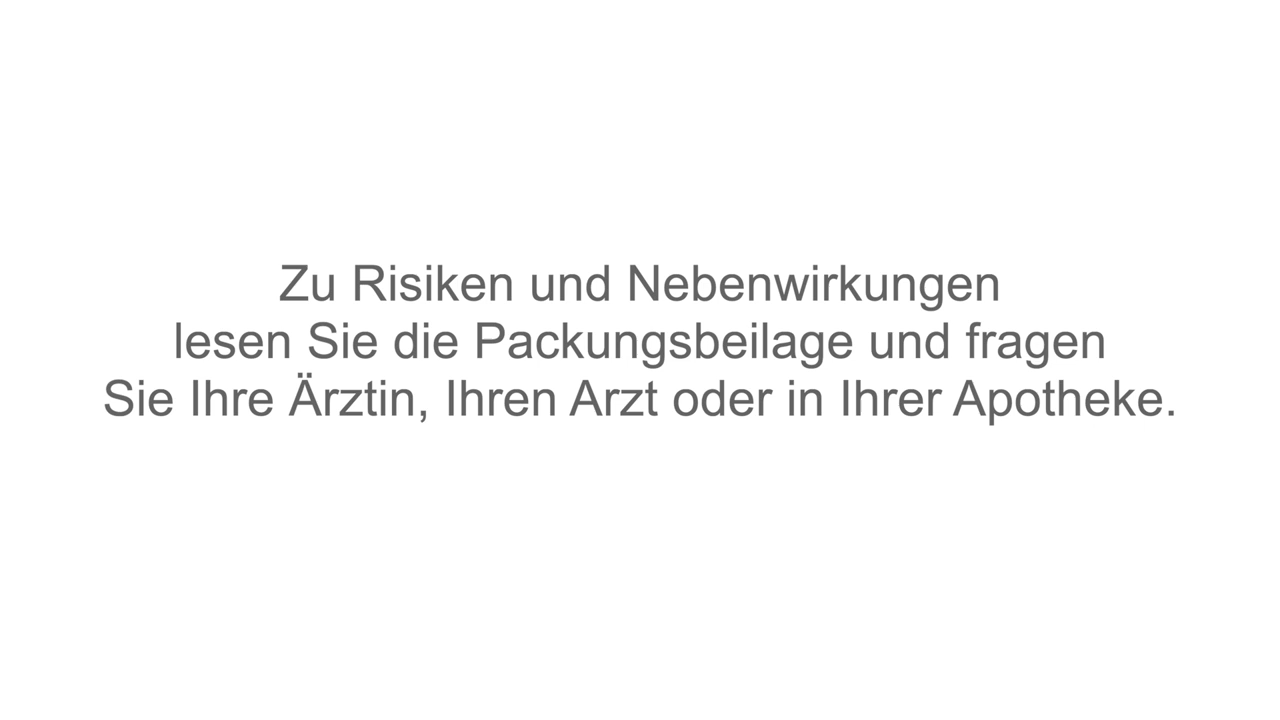 Zu Risiken und Nebenwirkungen
lesen Sie die Packungsbeilage und fragen
Sie Ihre Ärztin, Ihren Arzt oder in Ihrer Apotheke.